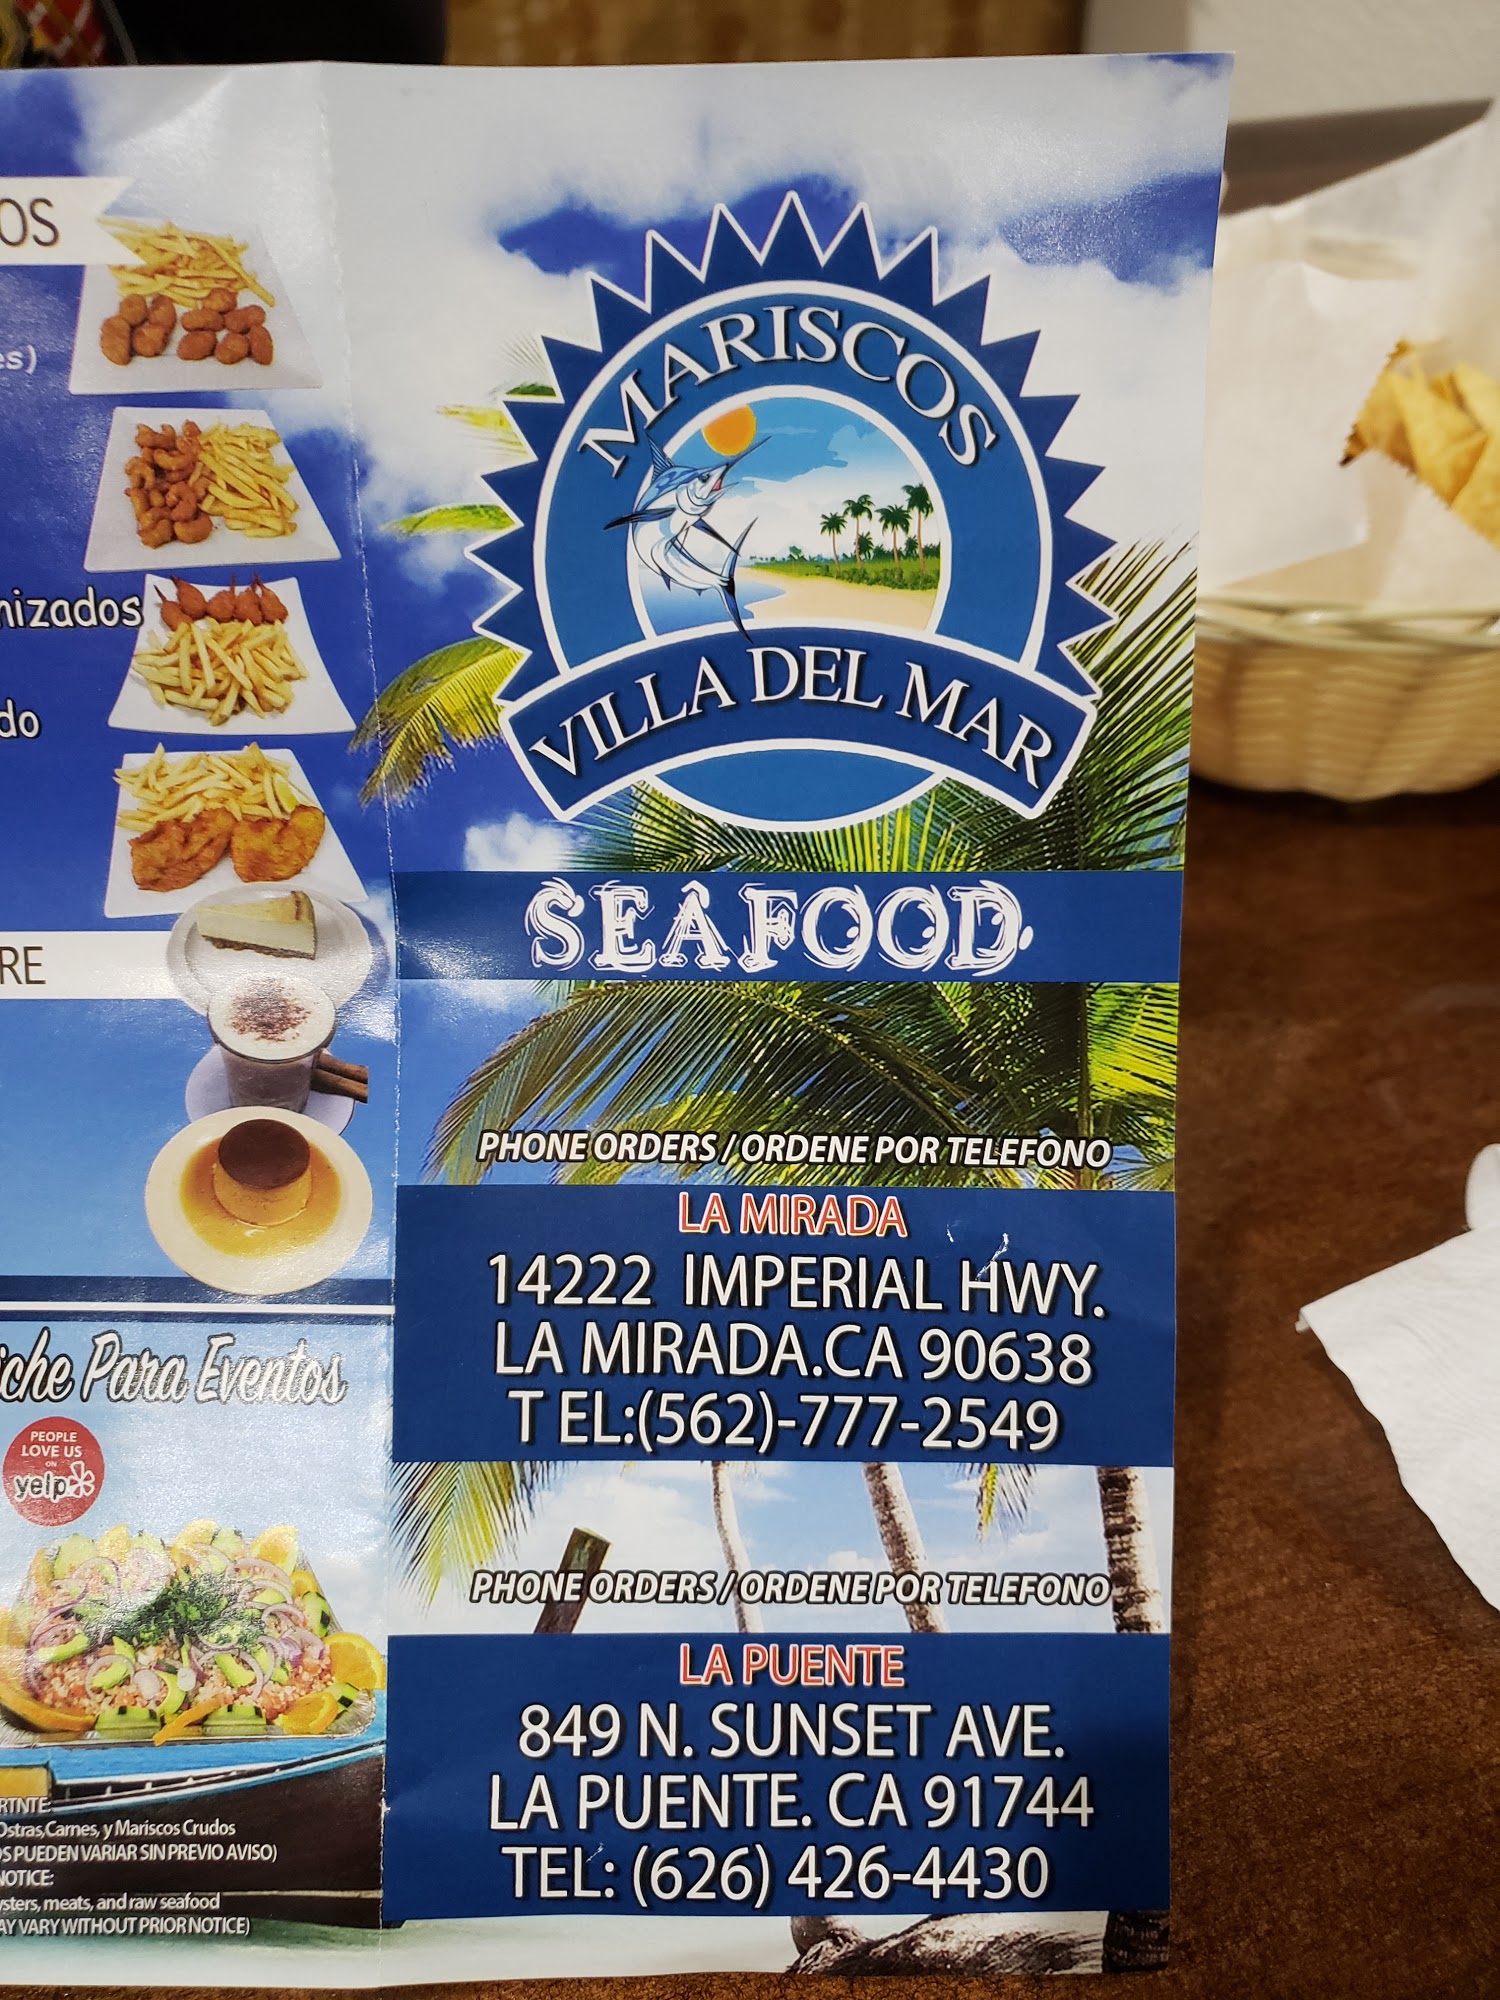 OS
es)
nizados
do
RE
iche Para Eventos
PEOPLE
LOVE US
ON
yelp
RTNTE:
Ostras,Carnes, y Mariscos Crudos
OS PUEDEN VARIAR SIN PREVIO AVISO)
NOTICE:
ysters, meats, and raw seafood
AY VARY WITHOUT PRIOR NOTICE)
MARISCOS
VILLA DEL MAR
SEAFOOD
PHONE ORDERS / ORDENE POR TELEFONO
LA MIRADA
14222 IMPERIAL HWY.
LA MIRADA.CA 90638
T EL:(562)-777-2549
PHONE ORDERS / ORDENE POR TELEFONO
LA PUENTE
849 N. SUNSET AVE.
LA PUENTE. CA 91744
TEL: (626) 426-4430